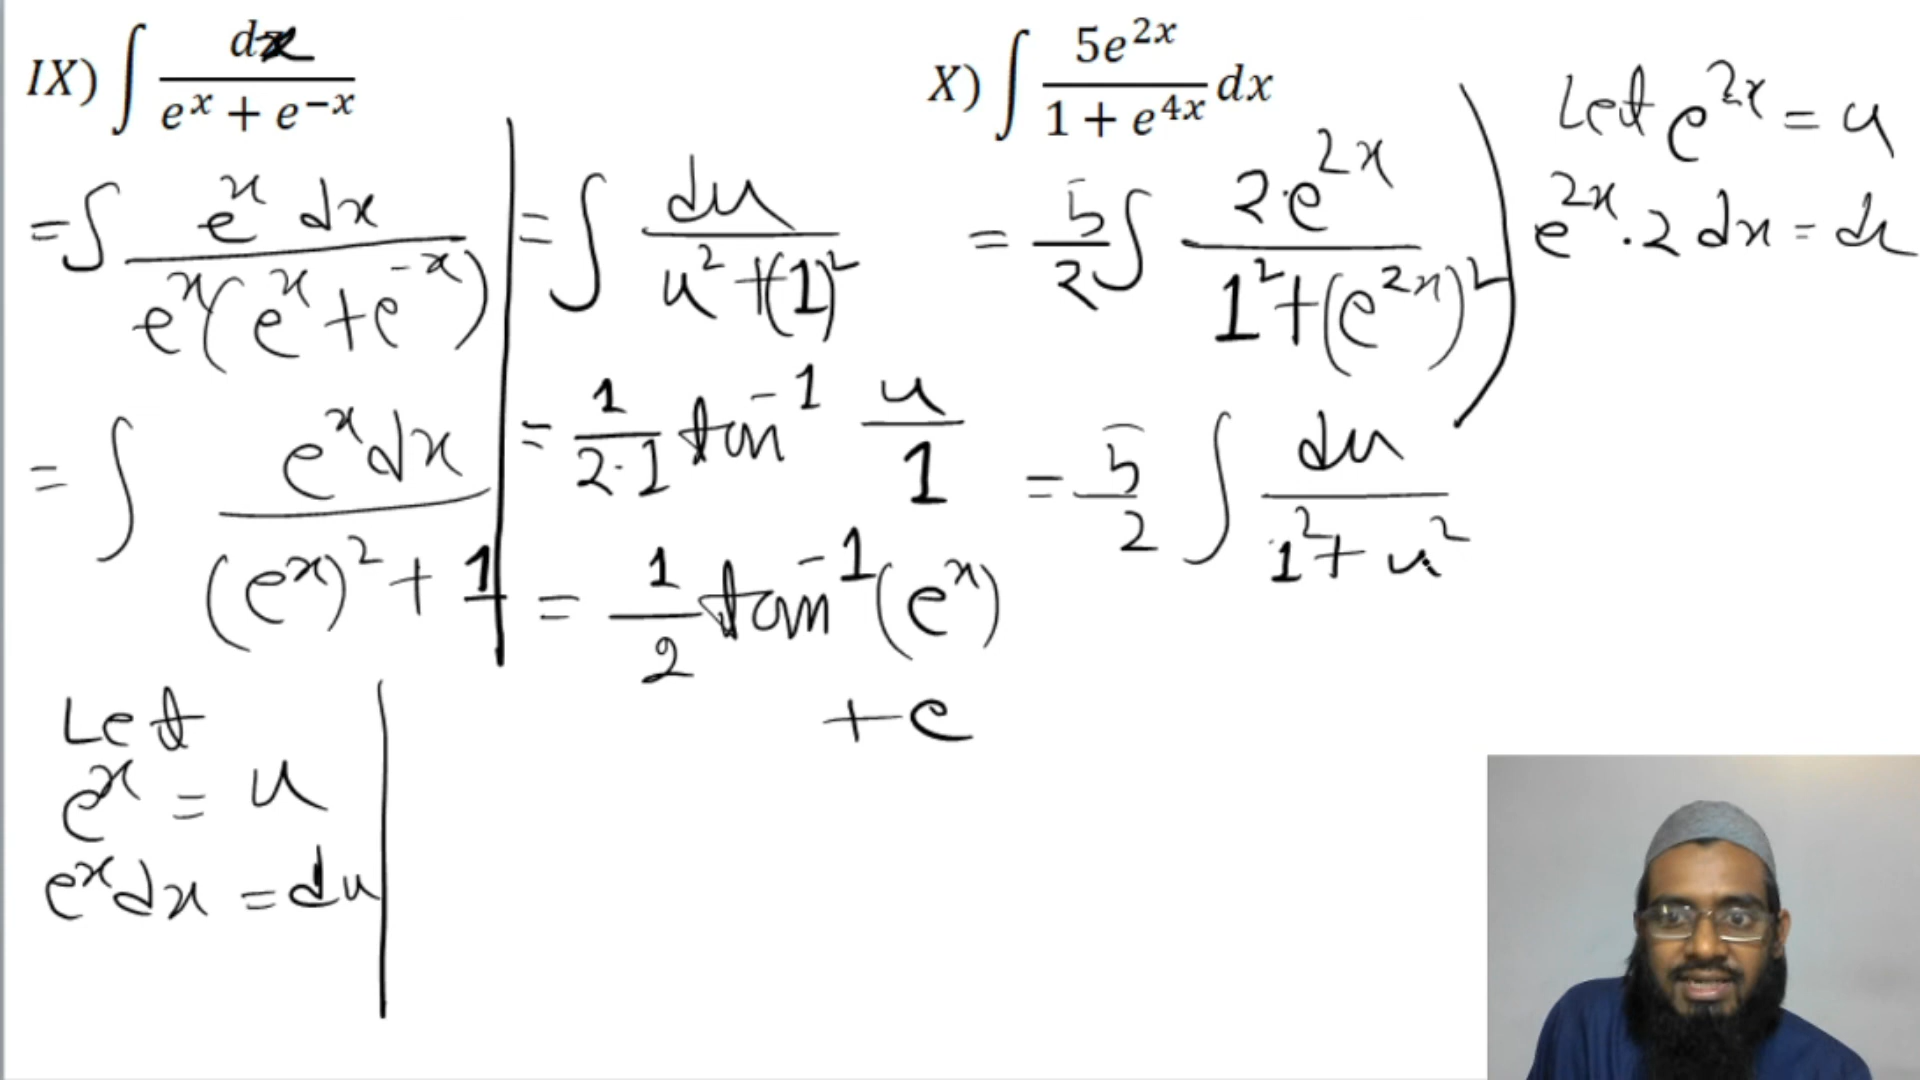 IX) ∫ dx / (e^x + e^-x)
= ∫ e^x dx / e^x(e^x + e^-x)
= ∫ e^x dx / (e^x)^2 + 1
Let
e^x = u
e^x dx = du
= ∫ du / u^2 + (1)^2
= 1/2·1 tan^-1 u/1
= 1/2 tan^-1 (e^x)
+ c
X) ∫ 5e^2x / (1 + e^4x) dx
= 5/2 ∫ 2·e^2x / 1^2 + (e^2x)^2
= 5/2 ∫ du / 1^2 + u^2
Let e^2x = u
e^2x · 2 dx = du